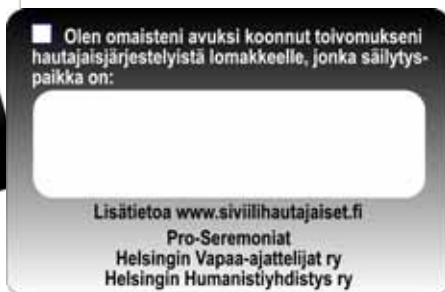 Olen omaisteni avuksi koonnut toivomukseni
hautajaisjärjestelyistä lomakkeelle, jonka säilytys-
paikka on:
Lisätietoa www.siviilihautajaiset.fi
Pro-Seremoniat
Helsingin Vapaa-ajattelijat ry
Helsingin Humanistiyhdistys ry